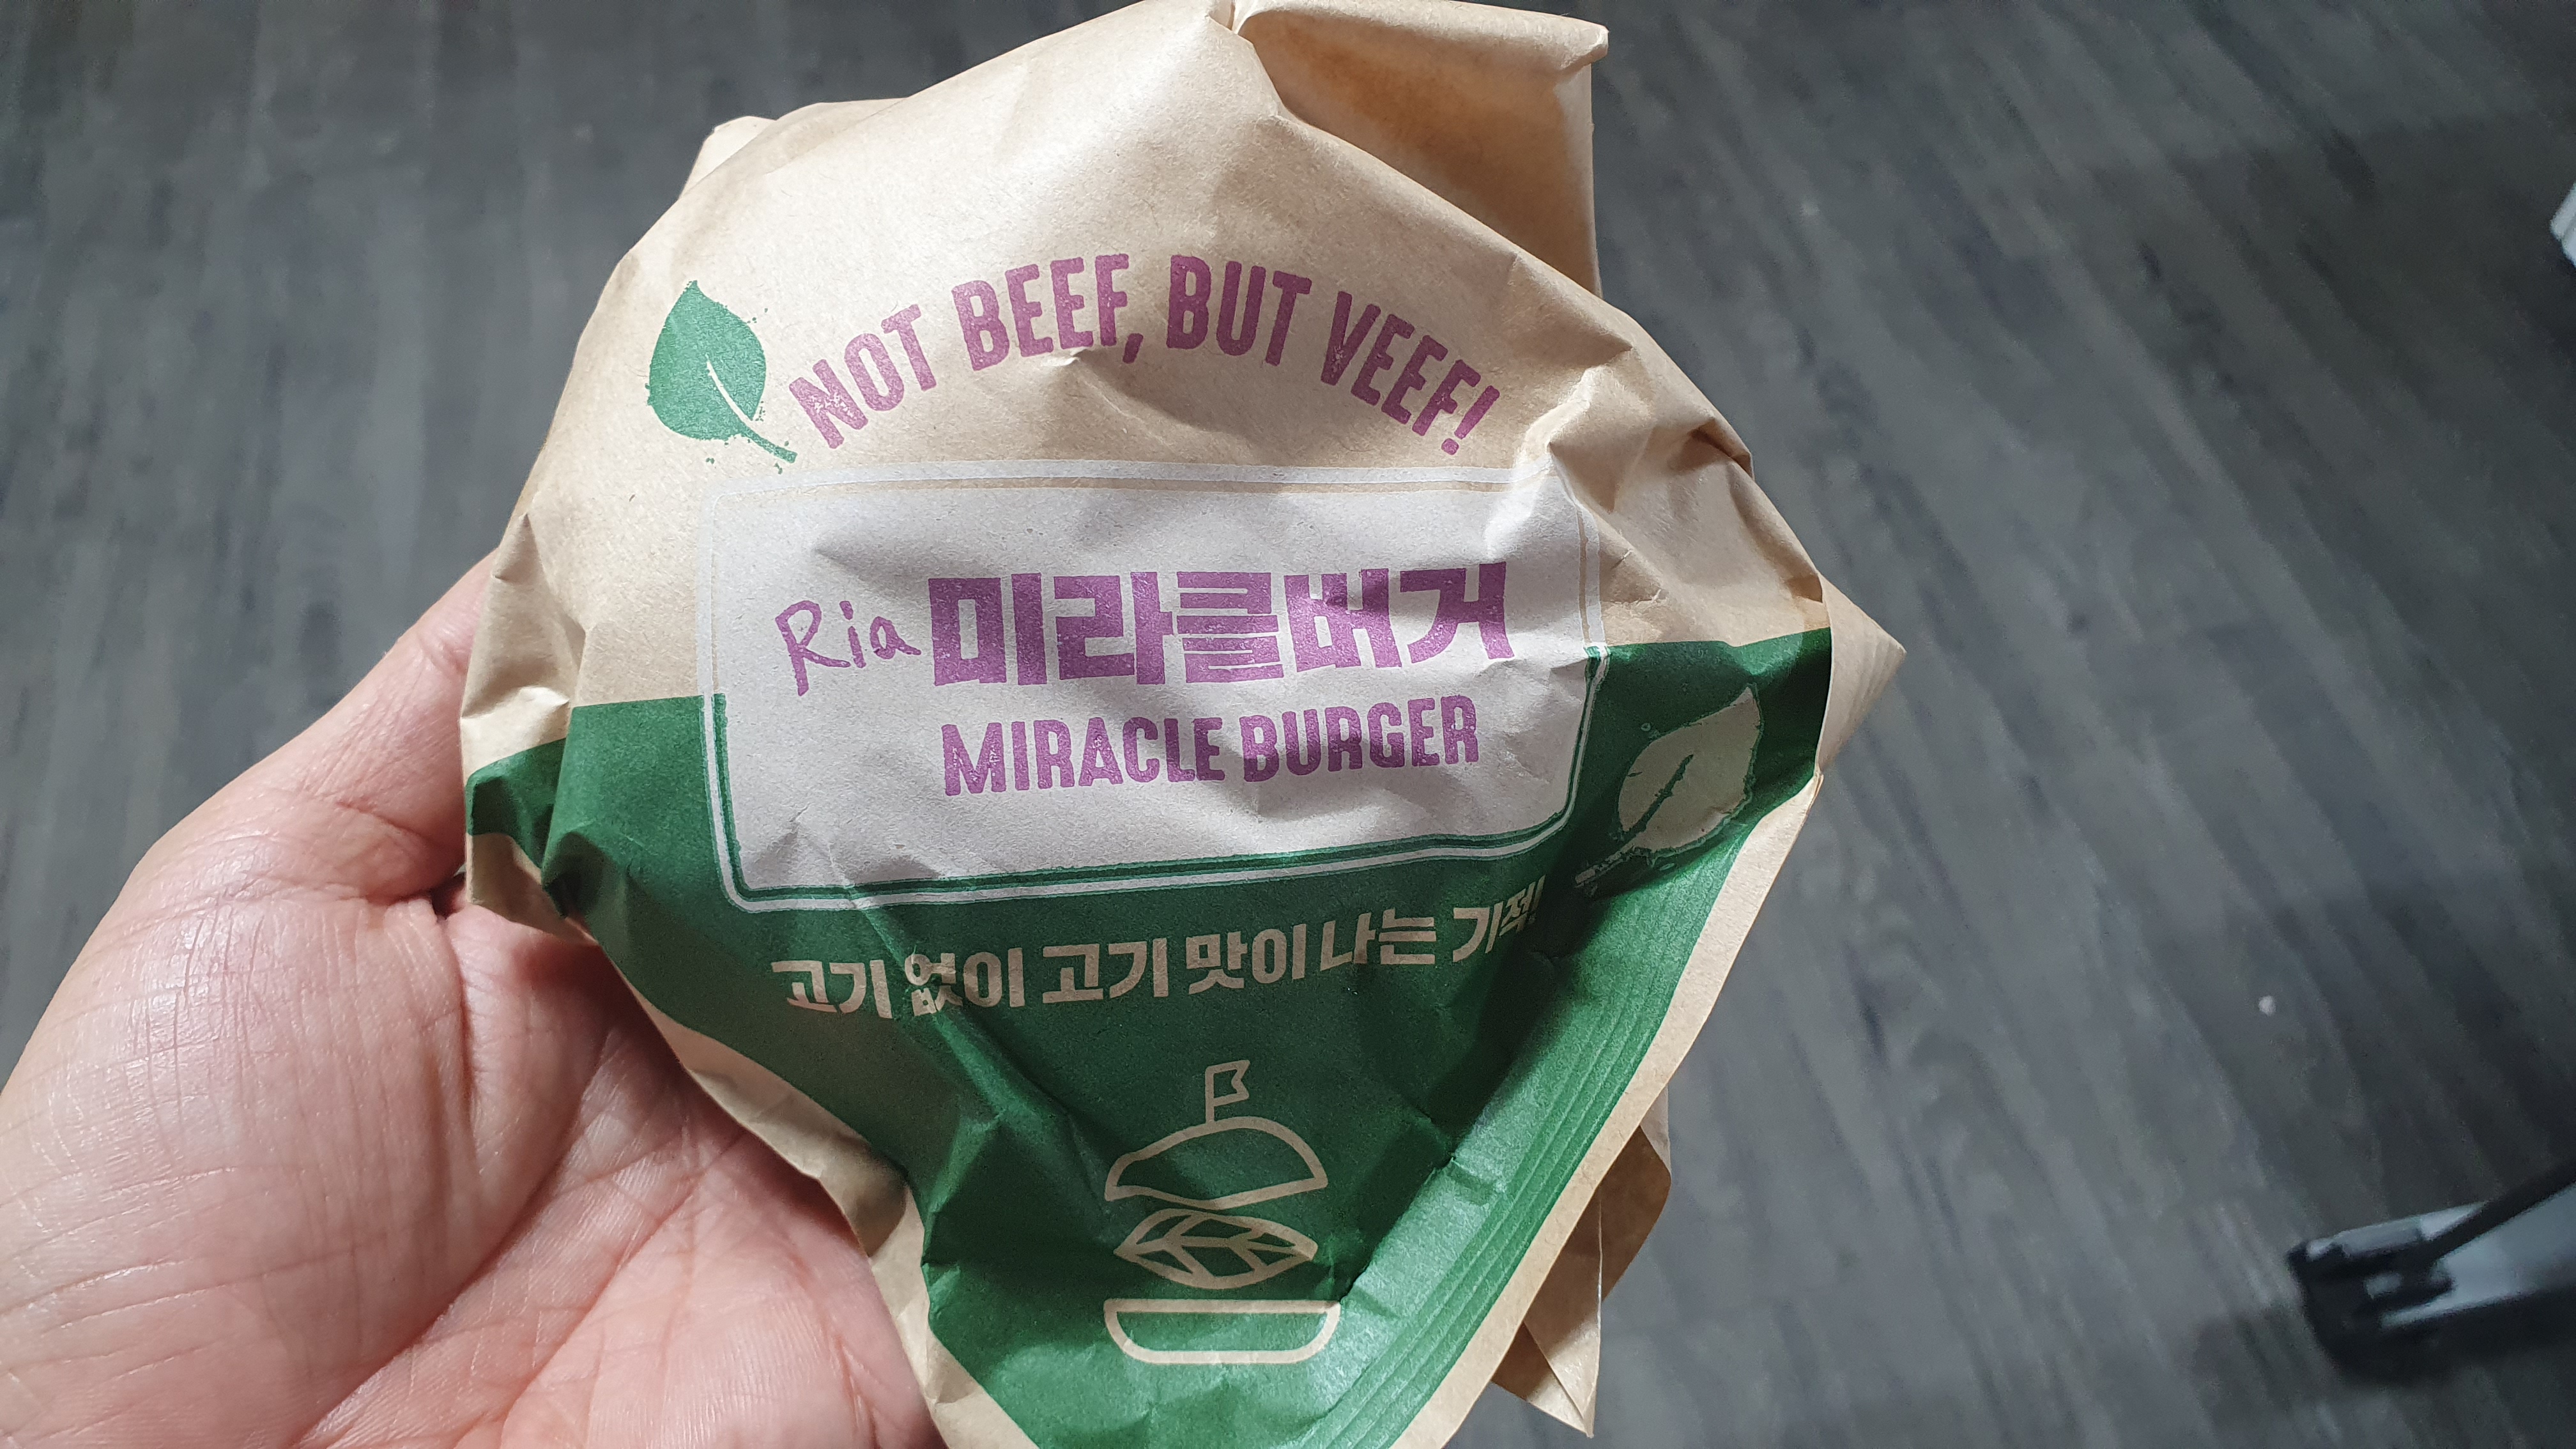 NOT BEEF, BUT VEEF!
Ria 미라클버거
MIRACLE BURGER
고기 없이 고기 맛이 나는 기적!